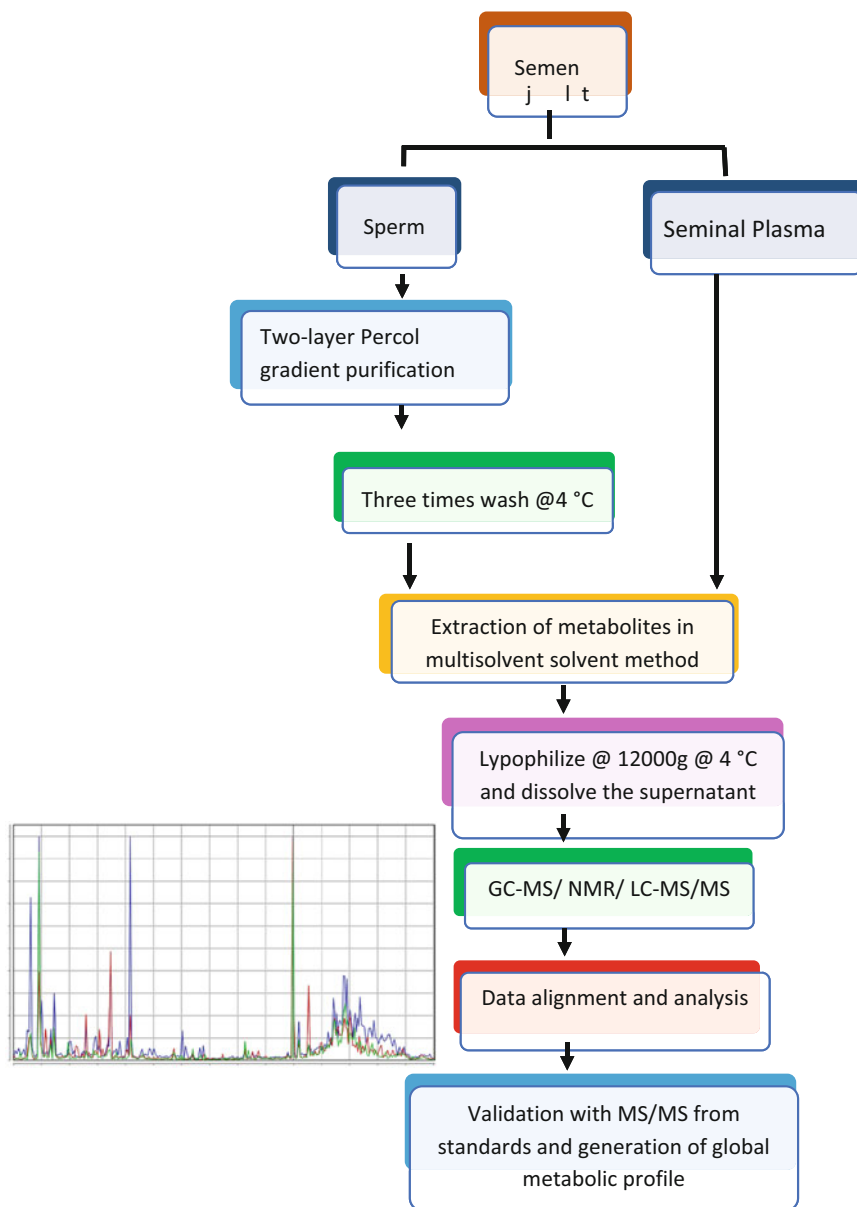 Semen
j l t
Sperm
Seminal Plasma
Two-layer Percol
gradient purification
Three times wash @4 °C
Extraction of metabolites in
multisolvent solvent method
Lypophilize @ 12000g @ 4 °C
and dissolve the supernatant
GC-MS/ NMR/ LC-MS/MS
Data alignment and analysis
Validation with MS/MS from
standards and generation of global
metabolic profile